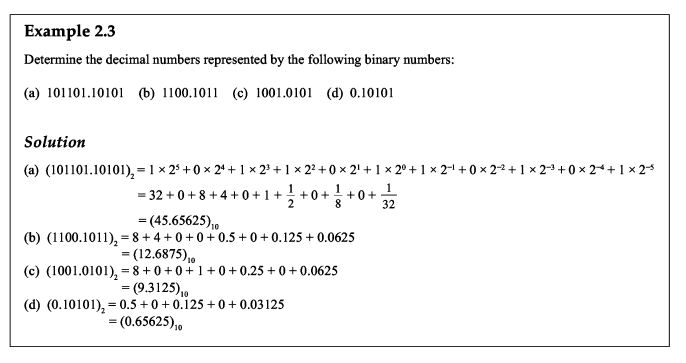 Example 2.3
Determine the decimal numbers represented by the following binary numbers:
(a) 101101.10101 (b) 1100.1011 (c) 1001.0101 (d) 0.10101
Solution
(a) (101101.10101)₂ = 1 × 2⁵ + 0 × 2⁴ + 1 × 2³ + 1 × 2² + 0 × 2¹ + 1 × 2⁰ + 1 × 2⁻¹ + 0 × 2⁻² + 1 × 2⁻³ + 0 × 2⁻⁴ + 1 × 2⁻⁵
= 32 + 0 + 8 + 4 + 0 + 1 + 1/2 + 0 + 1/8 + 0 + 1/32
= (45.65625)₁₀
(b) (1100.1011)₂ = 8 + 4 + 0 + 0 + 0.5 + 0 + 0.125 + 0.0625
= (12.6875)₁₀
(c) (1001.0101)₂ = 8 + 0 + 0 + 1 + 0 + 0.25 + 0 + 0.0625
= (9.3125)₁₀
(d) (0.10101)₂ = 0.5 + 0 + 0.125 + 0 + 0.03125
= (0.65625)₁₀